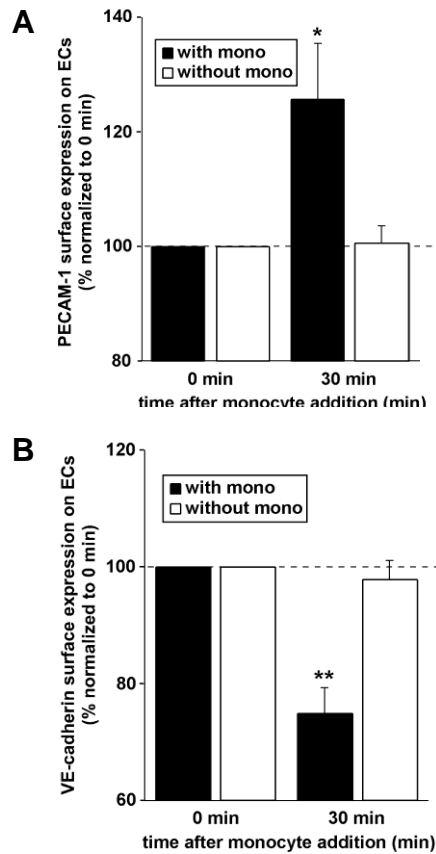 A
PECAM-1 surface expression on ECs
(% normalized to 0 min)
140
120
100
80
with mono
without mono
*
0 min
30 min
time after monocyte addition (min)
B
VE-cadherin surface expression on ECs
(% normalized to 0 min)
120
100
80
60
with mono
without mono
**
0 min
30 min
time after monocyte addition (min)